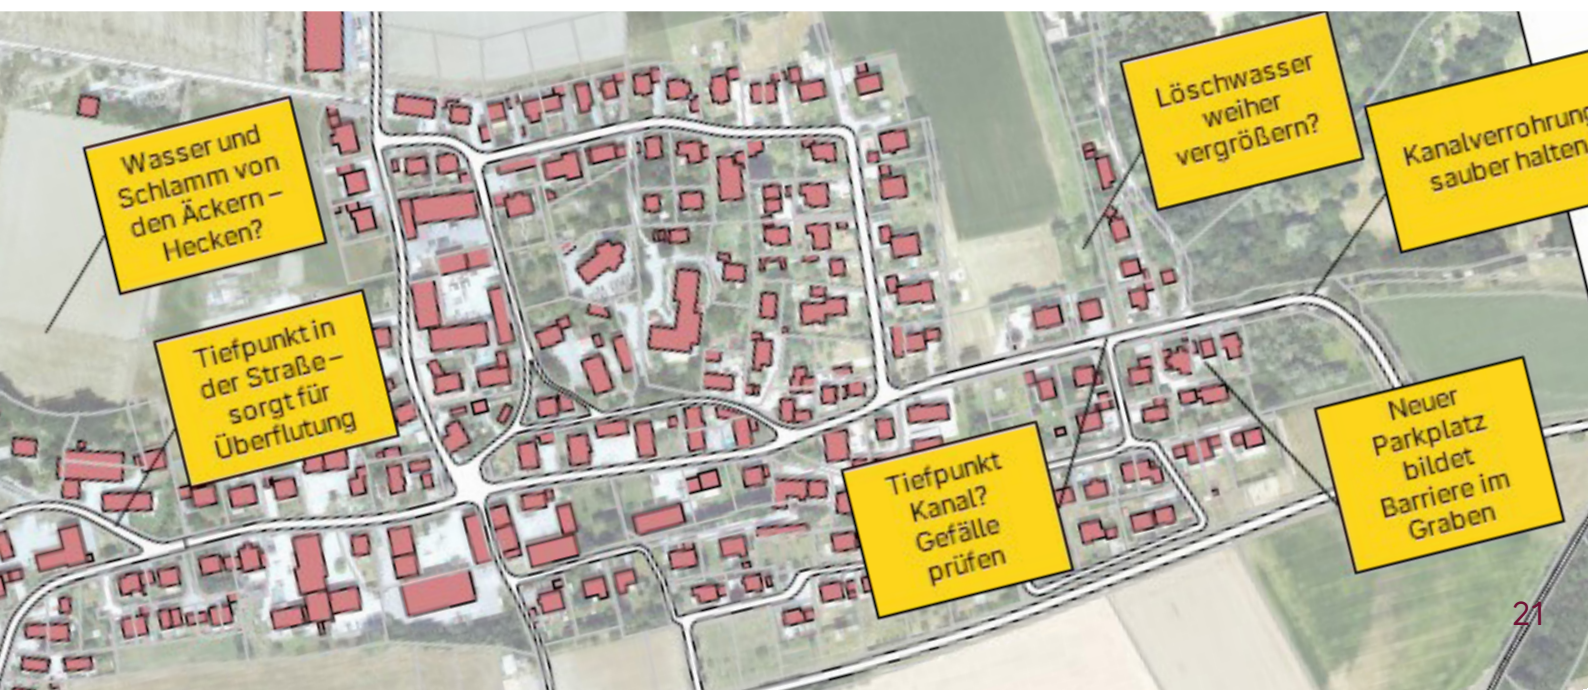 Wasser und
Schlamm von
den Äckern –
Hecken?
Tiefpunkt in
der Straße –
sorgt für
Überflutung
Löschwasser
weiher
vergrößern?
Kanalverrohrung
sauber halten
Tiefpunkt
Kanal?
Gefälle
prüfen
Neuer
Parkplatz
bildet
Barriere im
Graben
21